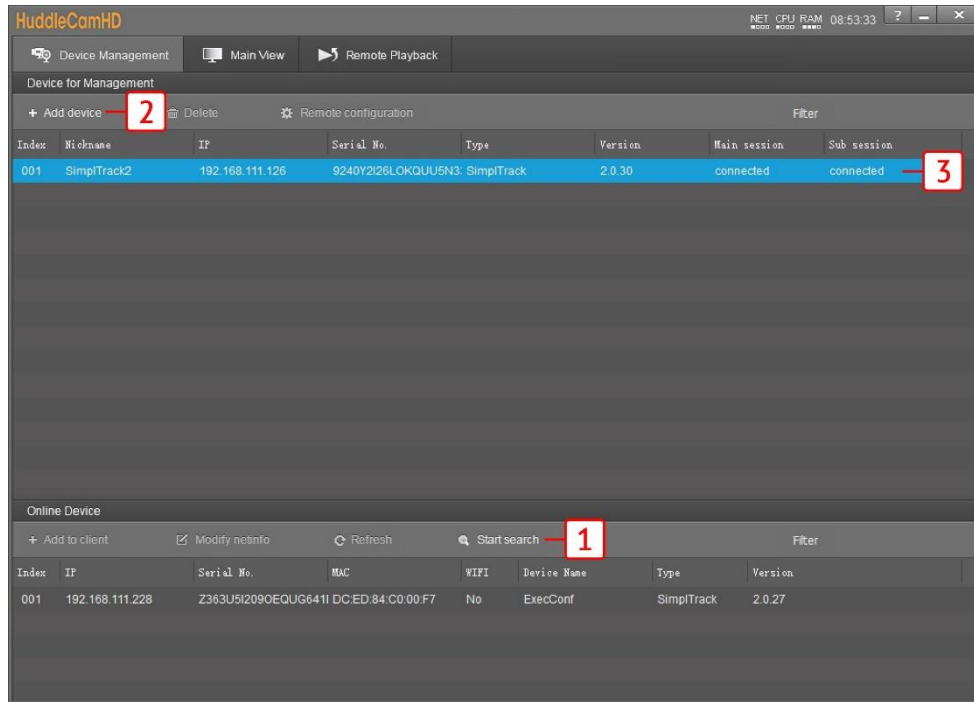 HuddleCamHD NET CPU RAM 08:53:33 ? – ×
Device Management Main View Remote Playback
Device for Management
+ Add device 2 Delete Remote configuration Filter
Index Nickname IP Serial No. Type Version Main session Sub session
001 SimplTrack2 192.168.111.126 9240Y2I26LOKQUU5N3: SimplTrack 2.0.30 connected connected 3
Online Device
+ Add to client Modify netinfo Refresh Start search 1 Filter
Index IP Serial No. MAC WIFI Device Name Type Version
001 192.168.111.228 Z363U5I209OEQUG641I DC:ED:84:C0:00:F7 No ExecConf SimplTrack 2.0.27